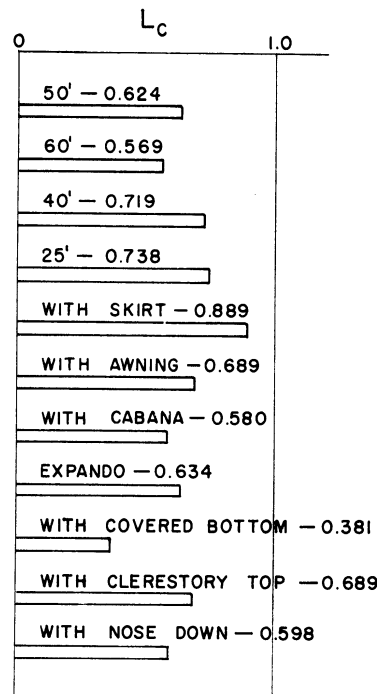 Lc
0 1.0
50' — 0.624
60' — 0.569
40' — 0.719
25' — 0.738
WITH SKIRT — 0.889
WITH AWNING — 0.689
WITH CABANA — 0.580
EXPANDO — 0.634
WITH COVERED BOTTOM — 0.381
WITH CLERESTORY TOP — 0.689
WITH NOSE DOWN — 0.598